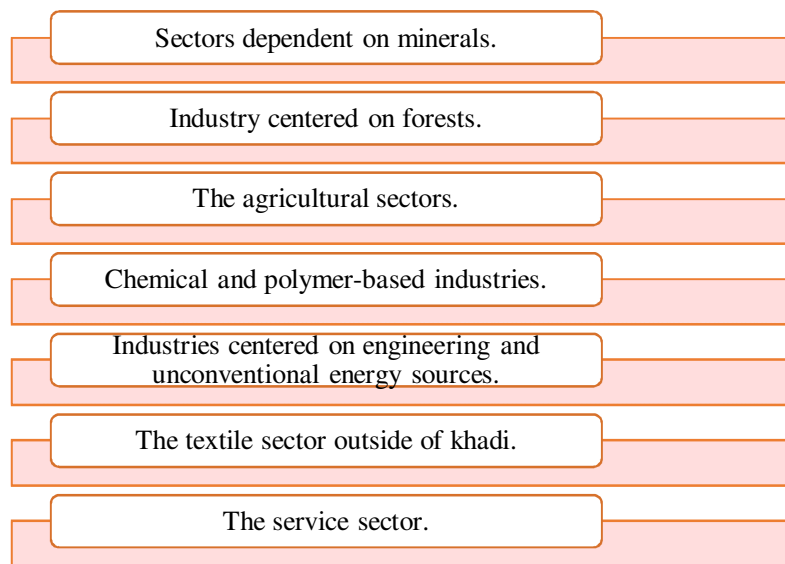 Sectors dependent on minerals.
Industry centered on forests.
The agricultural sectors.
Chemical and polymer-based industries.
Industries centered on engineering and
unconventional energy sources.
The textile sector outside of khadi.
The service sector.